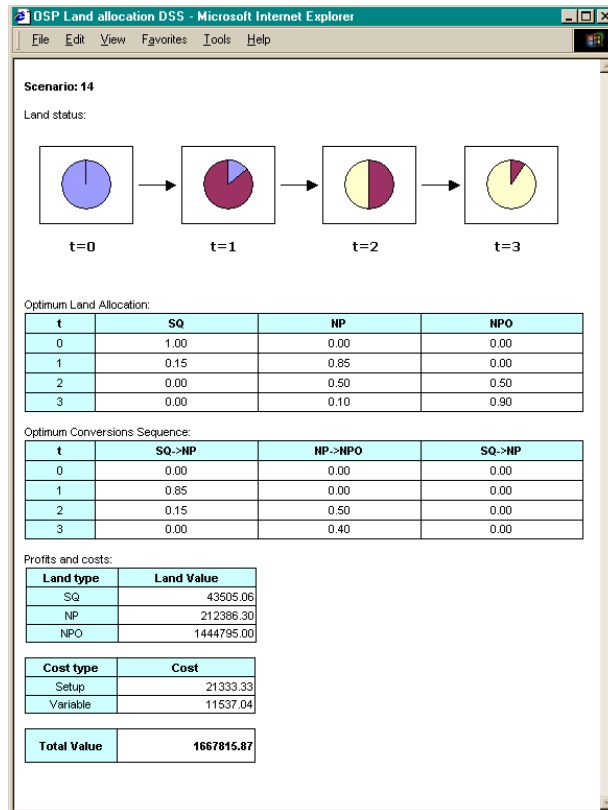 OSP Land allocation DSS - Microsoft Internet Explorer
File Edit View Favorites Tools Help
Scenario: 14
Land status:
t=0 t=1 t=2 t=3
Optimum Land Allocation:
t SQ NP NPO
0 1.00 0.00 0.00
1 0.15 0.85 0.00
2 0.00 0.50 0.50
3 0.00 0.10 0.90
Optimum Conversions Sequence:
t SQ->NP NP->NPO SQ->NP
0 0.00 0.00 0.00
1 0.85 0.00 0.00
2 0.15 0.50 0.00
3 0.00 0.40 0.00
Profits and costs:
Land type Land Value
SQ 43505.06
NP 212386.30
NPO 1444795.00
Cost type Cost
Setup 21333.33
Variable 11537.04
Total Value 1667815.87